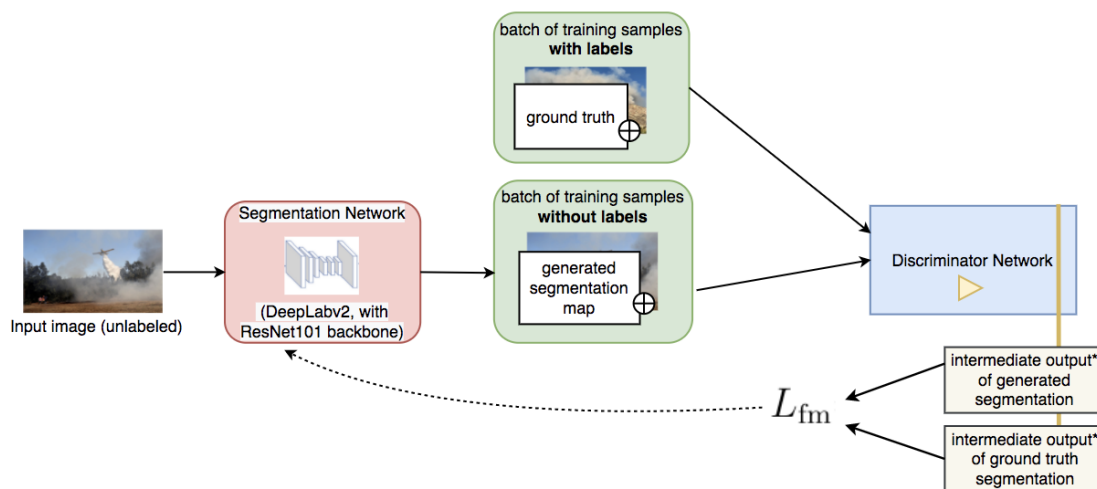 batch of training samples
with labels
ground truth
Segmentation Network
(DeepLabv2, with
ResNet101 backbone)
batch of training samples
without labels
generated
segmentation
map
Input image (unlabeled)
Discriminator Network
intermediate output*
of generated
segmentation
L_fm
intermediate output*
of ground truth
segmentation